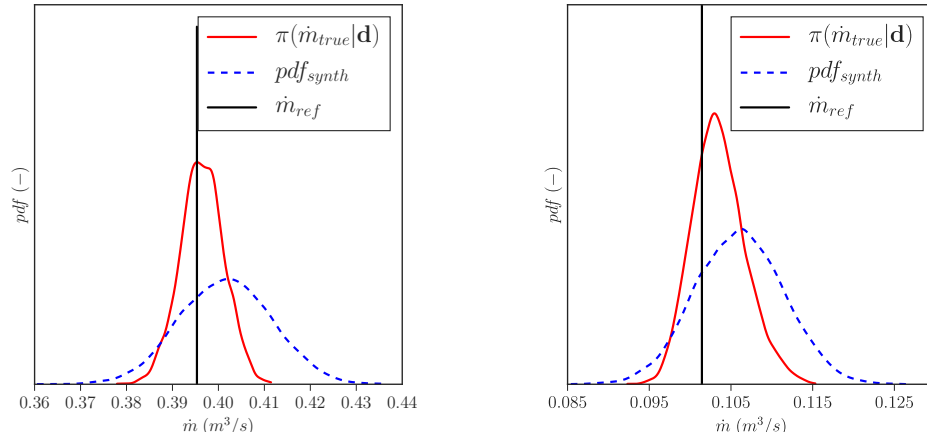 π(ṁ_true|d)
pdf_synth
ṁ_ref
pdf (−)
0.36 0.37 0.38 0.39 0.40 0.41 0.42 0.43 0.44
ṁ (m³/s)
π(ṁ_true|d)
pdf_synth
ṁ_ref
pdf (−)
0.085 0.095 0.105 0.115 0.125
ṁ (m³/s)